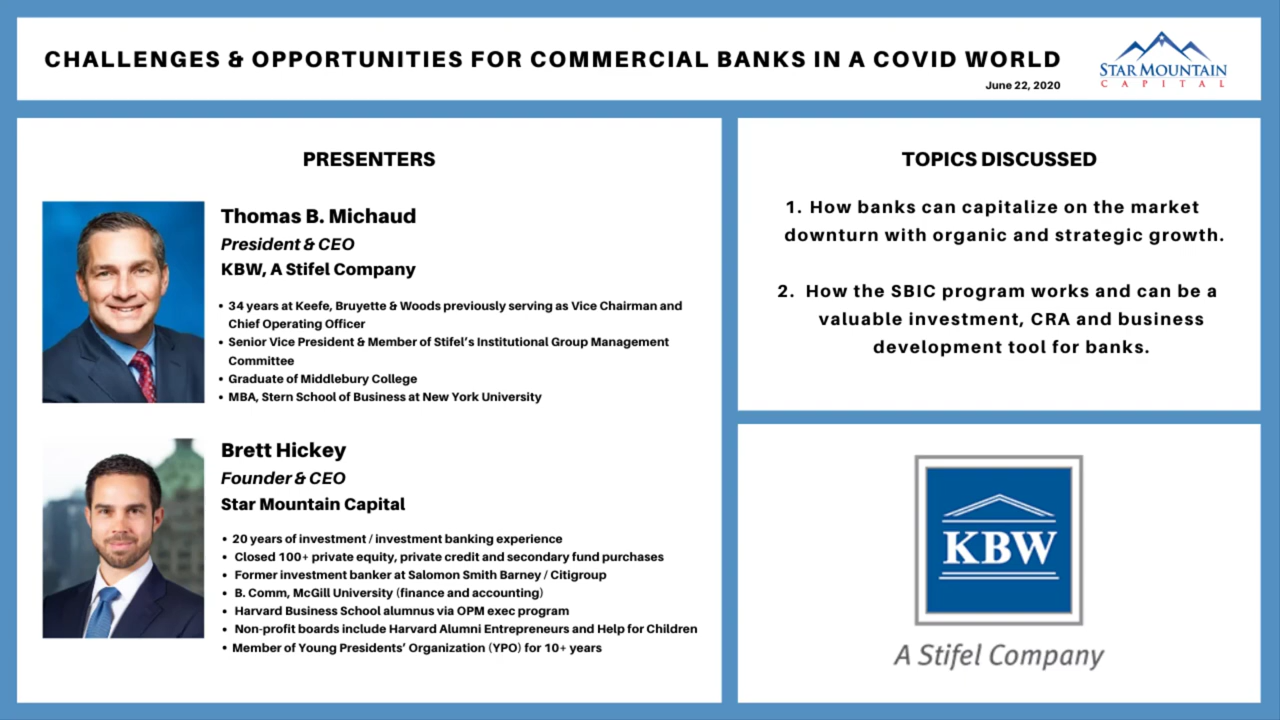 CHALLENGES & OPPORTUNITIES FOR COMMERCIAL BANKS IN A COVID WORLD
June 22, 2020
STAR MOUNTAIN
CAPITAL
PRESENTERS
Thomas B. Michaud
President & CEO
KBW, A Stifel Company
• 34 years at Keefe, Bruyette & Woods previously serving as Vice Chairman and
Chief Operating Officer
• Senior Vice President & Member of Stifel's Institutional Group Management
Committee
• Graduate of Middlebury College
• MBA, Stern School of Business at New York University
Brett Hickey
Founder & CEO
Star Mountain Capital
• 20 years of investment / investment banking experience
• Closed 100+ private equity, private credit and secondary fund purchases
• Former investment banker at Salomon Smith Barney / Citigroup
• B. Comm, McGill University (finance and accounting)
• Harvard Business School alumnus via OPM exec program
• Non-profit boards include Harvard Alumni Entrepreneurs and Help for Children
• Member of Young Presidents' Organization (YPO) for 10+ years
TOPICS DISCUSSED
1. How banks can capitalize on the market
downturn with organic and strategic growth.
2. How the SBIC program works and can be a
valuable investment, CRA and business
development tool for banks.
KBW
A Stifel Company